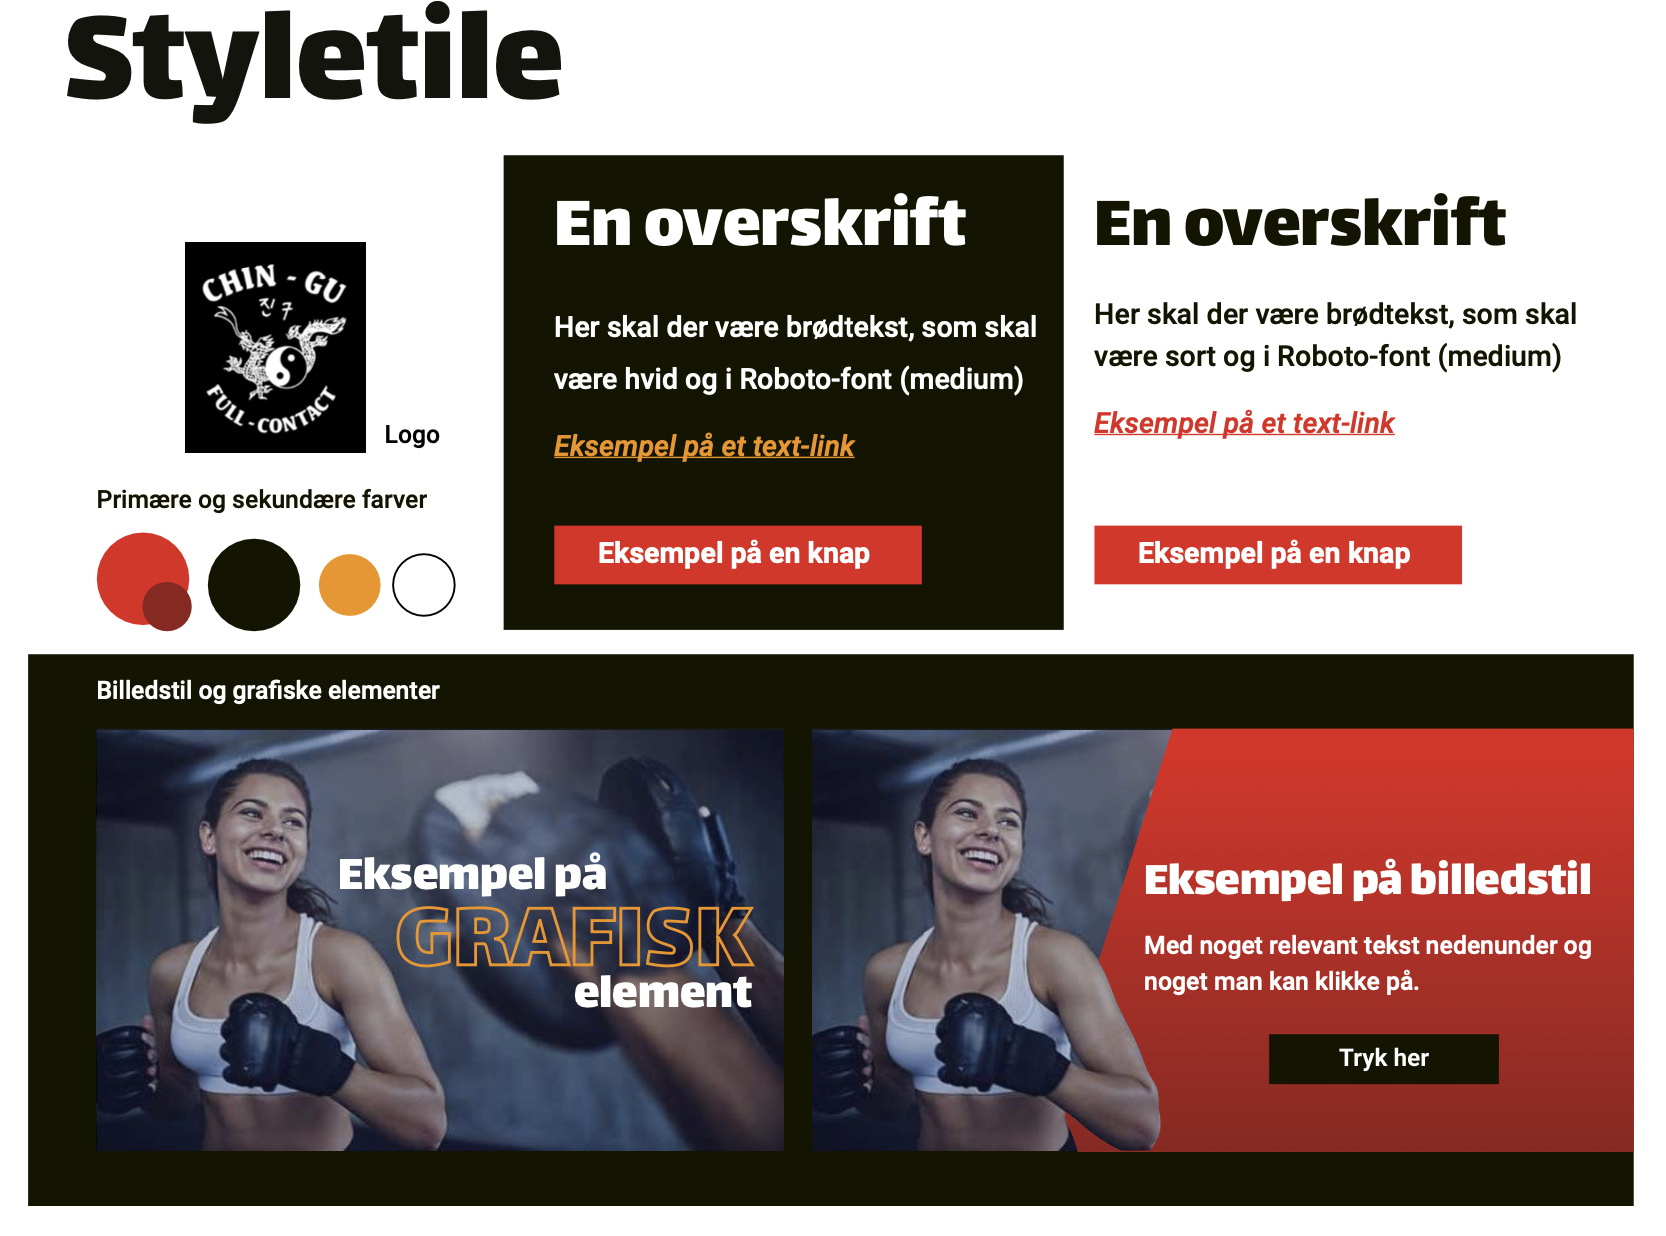 Styletile
CHIN - GU
진구
FULL - CONTACT
Logo
Primære og sekundære farver
En overskrift
Her skal der være brødtekst, som skal
være hvid og i Roboto-font (medium)
Eksempel på et text-link
Eksempel på en knap
En overskrift
Her skal der være brødtekst, som skal
være sort og i Roboto-font (medium)
Eksempel på et text-link
Eksempel på en knap
Billedstil og grafiske elementer
Eksempel på
GRAFISK
element
Eksempel på billedstil
Med noget relevant tekst nedenunder og
noget man kan klikke på.
Tryk her